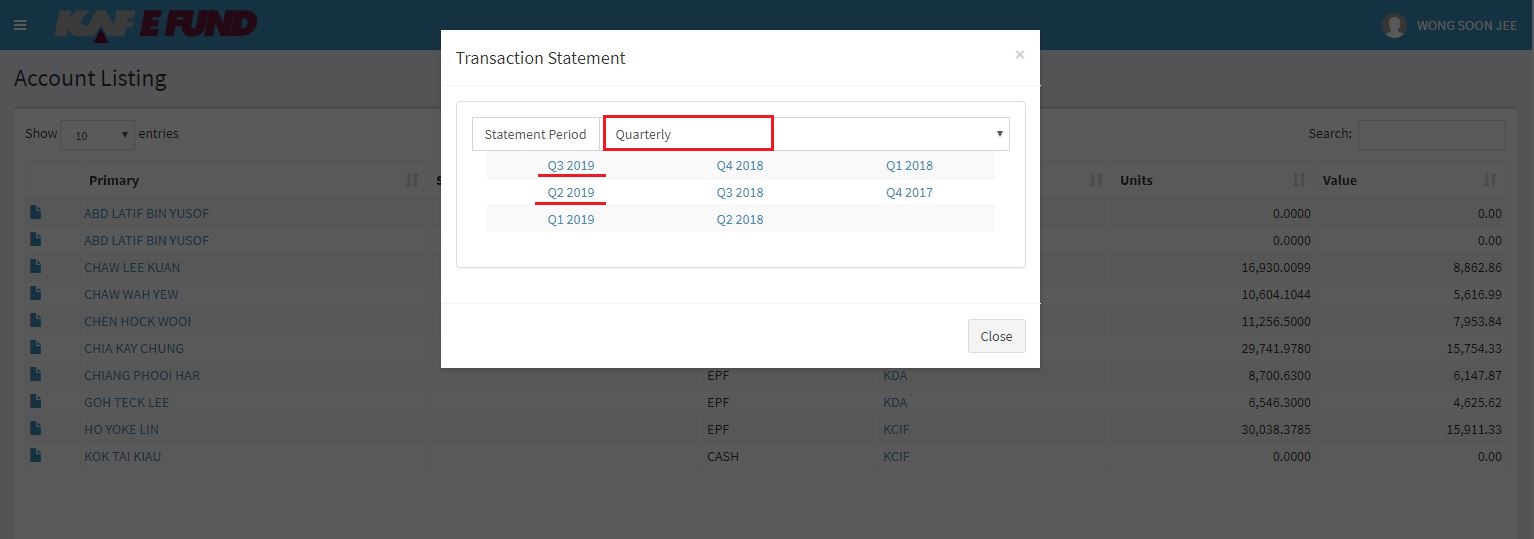 KAF E FUND
WONG SOON JEE
Account Listing
Transaction Statement ×
Statement Period Quarterly
Q3 2019 Q4 2018 Q1 2018
Q2 2019 Q3 2018 Q4 2017
Q1 2019 Q2 2018
Close
Show 10 entries Search:
Primary S Units Value
ABD LATIF BIN YUSOF 0.0000 0.00
ABD LATIF BIN YUSOF 0.0000 0.00
CHAW LEE KUAN 16,930.0099 8,862.86
CHAW WAH YEW 10,604.1044 5,616.99
CHEN HOCK WOOI 11,256.5000 7,953.84
CHIA KAY CHUNG 29,741.9780 15,754.33
CHIANG PHOOI HAR EPF KDA 8,700.6300 6,147.87
GOH TECK LEE EPF KDA 6,546.3000 4,625.62
HO YOKE LIN EPF KCIF 30,038.3785 15,911.33
KOK TAI KIAU CASH KCIF 0.0000 0.00